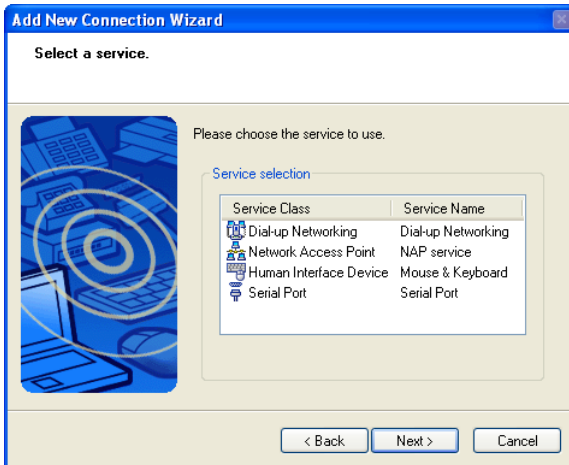 Add New Connection Wizard
Select a service.
Please choose the service to use.
Service selection
Service Class Service Name
Dial-up Networking Dial-up Networking
Network Access Point NAP service
Human Interface Device Mouse & Keyboard
Serial Port Serial Port
< Back Next > Cancel